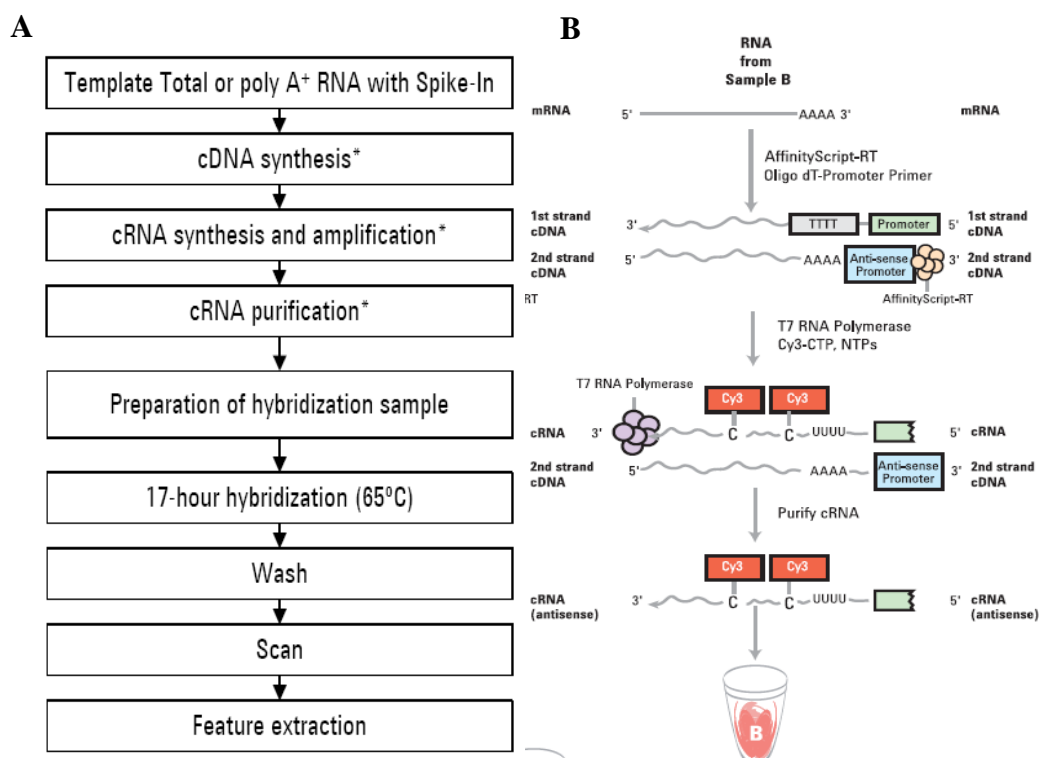 A
Template Total or poly A⁺ RNA with Spike-In
cDNA synthesis*
cRNA synthesis and amplification*
cRNA purification*
Preparation of hybridization sample
17-hour hybridization (65ºC)
Wash
Scan
Feature extraction
B
RNA
from
Sample B
mRNA 5' AAAA 3' mRNA
AffinityScript-RT
Oligo dT-Promoter Primer
1st strand
cDNA
3' TTTT Promoter 5'
1st strand
cDNA
2nd strand
cDNA
5' AAAA Anti-sense
Promoter
3'
2nd strand
cDNA
RT
AffinityScript-RT
T7 RNA Polymerase
Cy3-CTP, NTPs
T7 RNA Polymerase
Cy3 Cy3
cRNA 3' C C UUUU 5' cRNA
2nd strand
cDNA
5' AAAA Anti-sense
Promoter
3'
2nd strand
cDNA
Purify cRNA
Cy3 Cy3
cRNA
(antisense)
3' C C UUUU 5'
cRNA
(antisense)
B